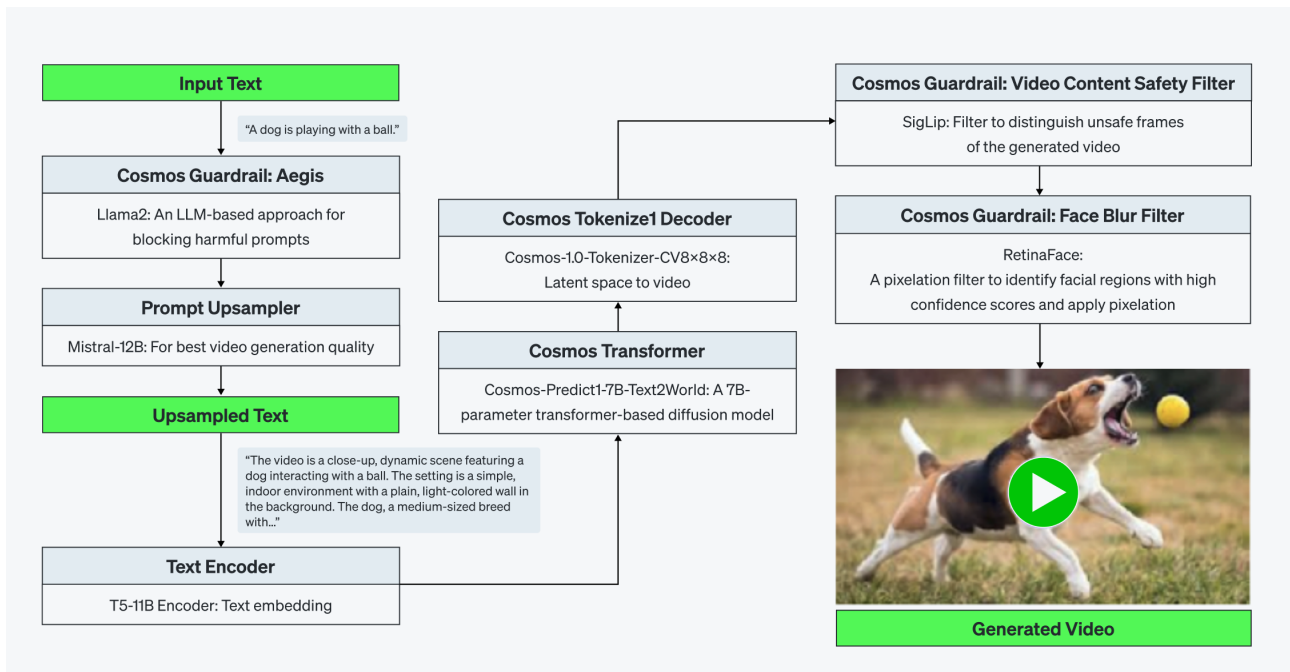 Input Text
“A dog is playing with a ball.”
Cosmos Guardrail: Aegis
Llama2: An LLM-based approach for
blocking harmful prompts
Prompt Upsampler
Mistral-12B: For best video generation quality
Upsampled Text
“The video is a close-up, dynamic scene featuring a
dog interacting with a ball. The setting is a simple,
indoor environment with a plain, light-colored wall in
the background. The dog, a medium-sized breed
with...”
Text Encoder
T5-11B Encoder: Text embedding
Cosmos Transformer
Cosmos-Predict1-7B-Text2World: A 7B-
parameter transformer-based diffusion model
Cosmos Tokenize1 Decoder
Cosmos-1.0-Tokenizer-CV8×8×8:
Latent space to video
Cosmos Guardrail: Video Content Safety Filter
SigLip: Filter to distinguish unsafe frames
of the generated video
Cosmos Guardrail: Face Blur Filter
RetinaFace:
A pixelation filter to identify facial regions with high
confidence scores and apply pixelation
Generated Video